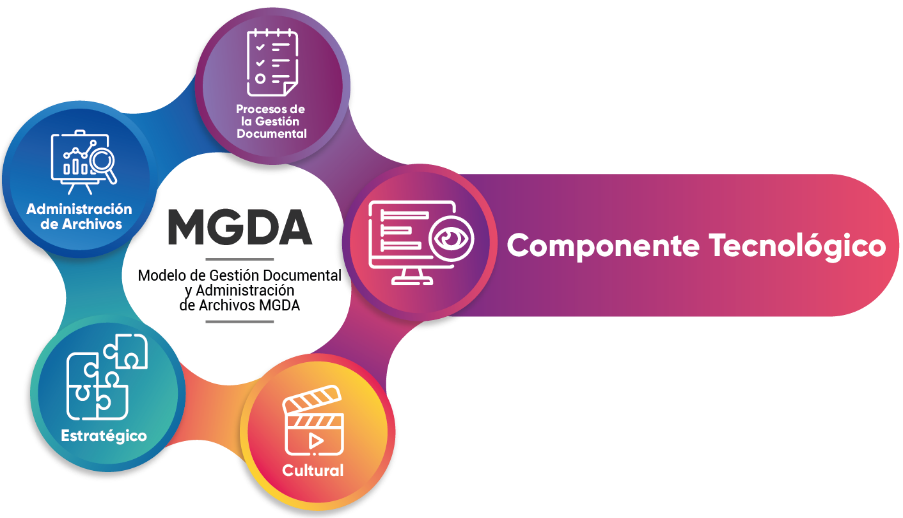 Procesos de
la Gestión
Documental
Administración
de Archivos
MGDA
Modelo de Gestión Documental
y Administración
de Archivos MGDA
Componente Tecnológico
Estratégico
Cultural